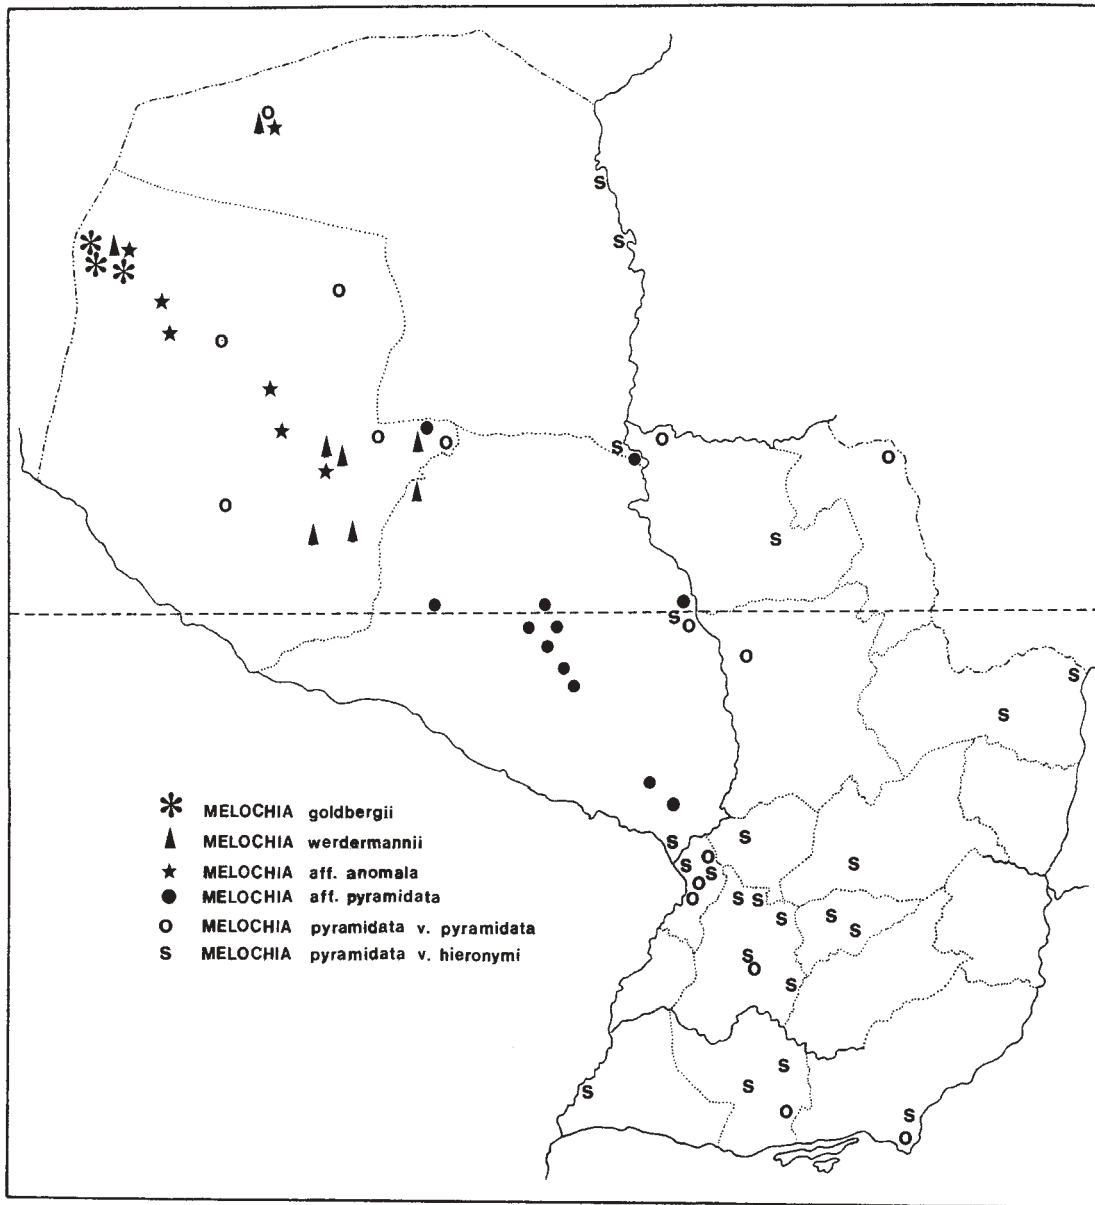 MELOCHIA goldbergii
MELOCHIA werdermannii
MELOCHIA aff. anomala
MELOCHIA aff. pyramidata
O MELOCHIA pyramidata v. pyramidata
S MELOCHIA pyramidata v. hieronymi